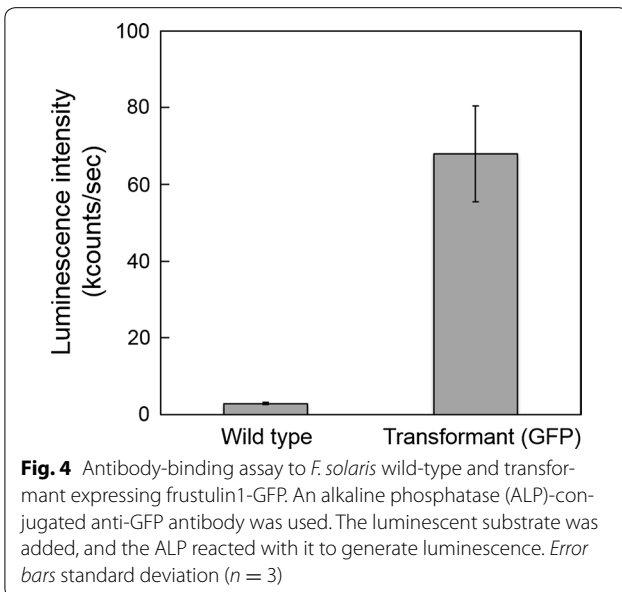 100
80
60
40
20
0
Luminescence intensity
(kcounts/sec)
Wild type
Transformant (GFP)
Fig. 4 Antibody-binding assay to F. solaris wild-type and transfor-
mant expressing frustulin1-GFP. An alkaline phosphatase (ALP)-con-
jugated anti-GFP antibody was used. The luminescent substrate was
added, and the ALP reacted with it to generate luminescence. Error
bars standard deviation (n = 3)